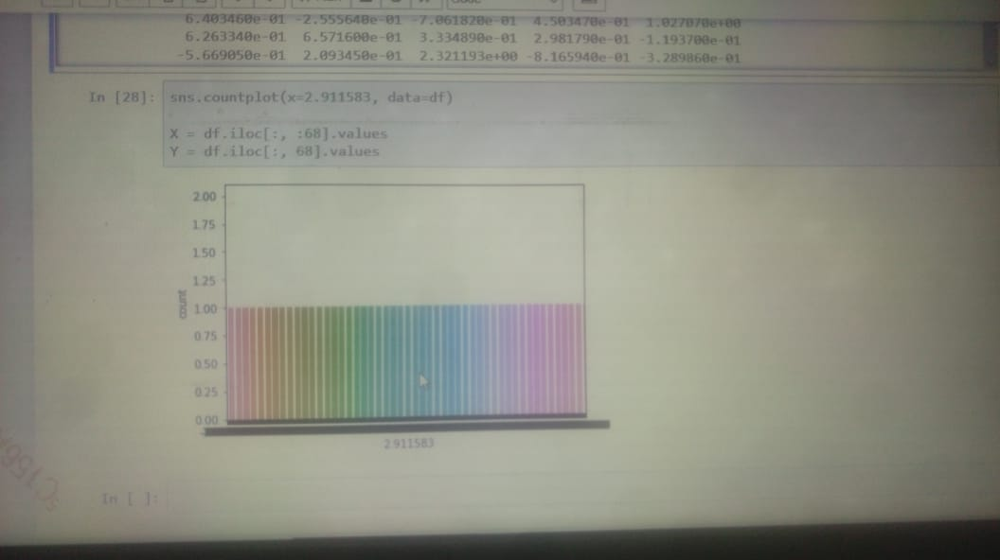 6.403460e-01 -2.555640e-01 -7.061820e-01 4.503470e-01 1.027070e+00
6.263340e-01 6.571600e-01 3.334890e-01 2.981790e-01 -1.193700e-01
-5.669050e-01 2.093450e-01 2.321193e+00 -8.165940e-01 -3.289860e-01
In [28]: sns.countplot(x=2.911583, data=df)
X = df.iloc[:, :68].values
Y = df.iloc[:, 68].values
2.00
1.75
1.50
1.25
1.00
0.75
0.50
0.25
0.00
count
2.911583
In [ ]: